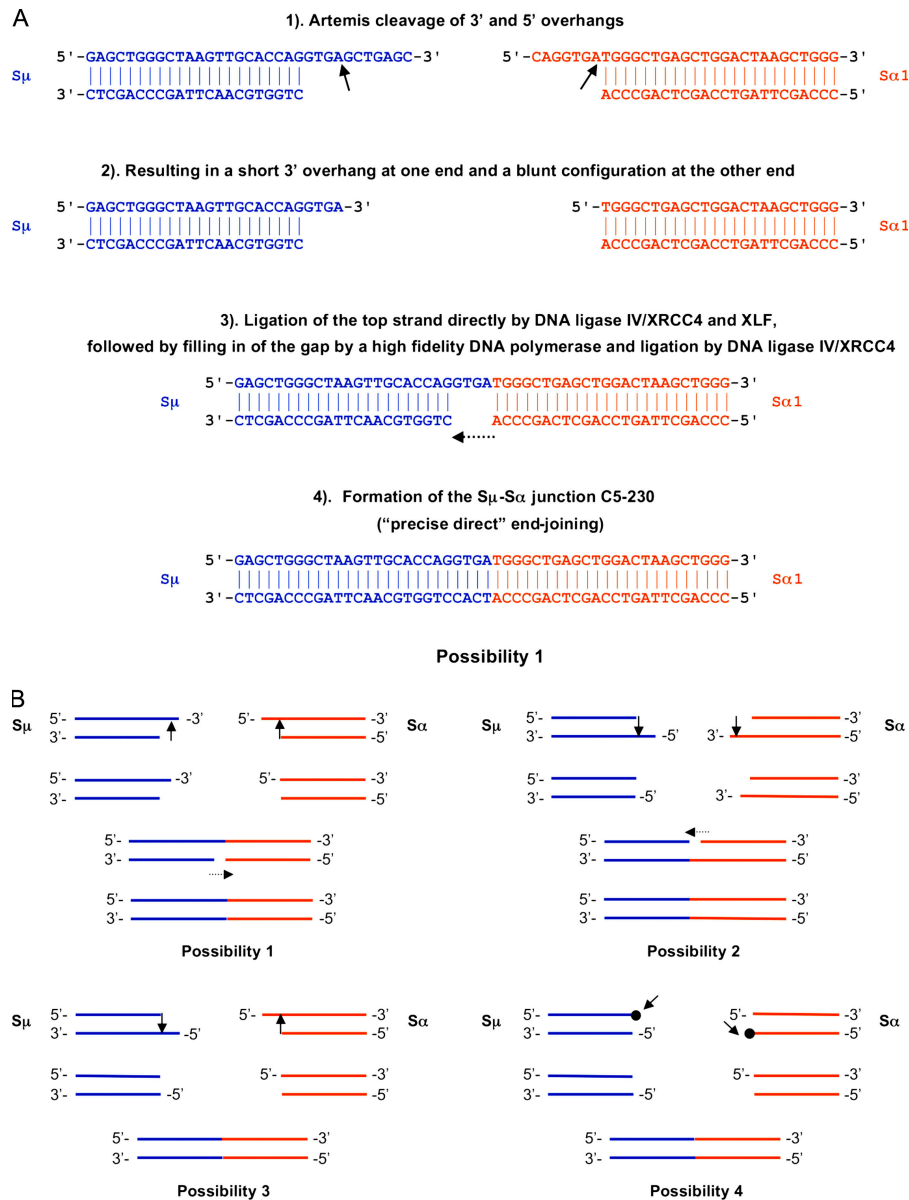 A
1). Artemis cleavage of 3' and 5' overhangs
5'-GAGCTGGGCTAAGTTGCACCAGGTGAGCTGAGC-3' 5'-CAGGTGATGGGCTGAGCTGGACTAAGCTGGG-3'
Sμ Sα1
3'-CTCGACCCGATTCAACGTGGTC ACCCGACTCGACCTGATTCGACCC-5'
2). Resulting in a short 3' overhang at one end and a blunt configuration at the other end
5'-GAGCTGGGCTAAGTTGCACCAGGTGA-3' 5'-TGGGCTGAGCTGGACTAAGCTGGG-3'
Sμ Sα1
3'-CTCGACCCGATTCAACGTGGTC ACCCGACTCGACCTGATTCGACCC-5'
3). Ligation of the top strand directly by DNA ligase IV/XRCC4 and XLF,
followed by filling in of the gap by a high fidelity DNA polymerase and ligation by DNA ligase IV/XRCC4
5'-GAGCTGGGCTAAGTTGCACCAGGTGATGGGCTGAGCTGGACTAAGCTGGG-3'
Sμ Sα1
3'-CTCGACCCGATTCAACGTGGTC ACCCGACTCGACCTGATTCGACCC-5'
4). Formation of the Sμ-Sα junction C5-230
("precise direct" end-joining)
5'-GAGCTGGGCTAAGTTGCACCAGGTGATGGGCTGAGCTGGACTAAGCTGGG-3'
Sμ Sα1
3'-CTCGACCCGATTCAACGTGGTCCACTACCCGACTCGACCTGATTCGACCC-5'
Possibility 1
B
Sμ 5'- -3' 5'- -3' Sα
3'- -5'
5'- -3' 5'- -3'
3'- -5'
5'- -3'
3'- -5'
5'- -3'
3'- -5'
Possibility 1
Sμ 5'- -3' Sα
3'- -5' 3'- -5'
5'- -3'
3'- -5' 3'- -5'
5'- -3'
3'- -5'
5'- -3'
3'- -5'
Possibility 2
Sμ 5'- 5'- -3' Sα
3'- -5' -5'
5'- 5'- -3'
3'- -5' -5'
5'- -3'
3'- -5'
Possibility 3
Sμ 5'- 5'- -3' Sα
3'- -5' -5'
5'- 5'- -3'
3'- -5' -5'
5'- -3'
3'- -5'
Possibility 4